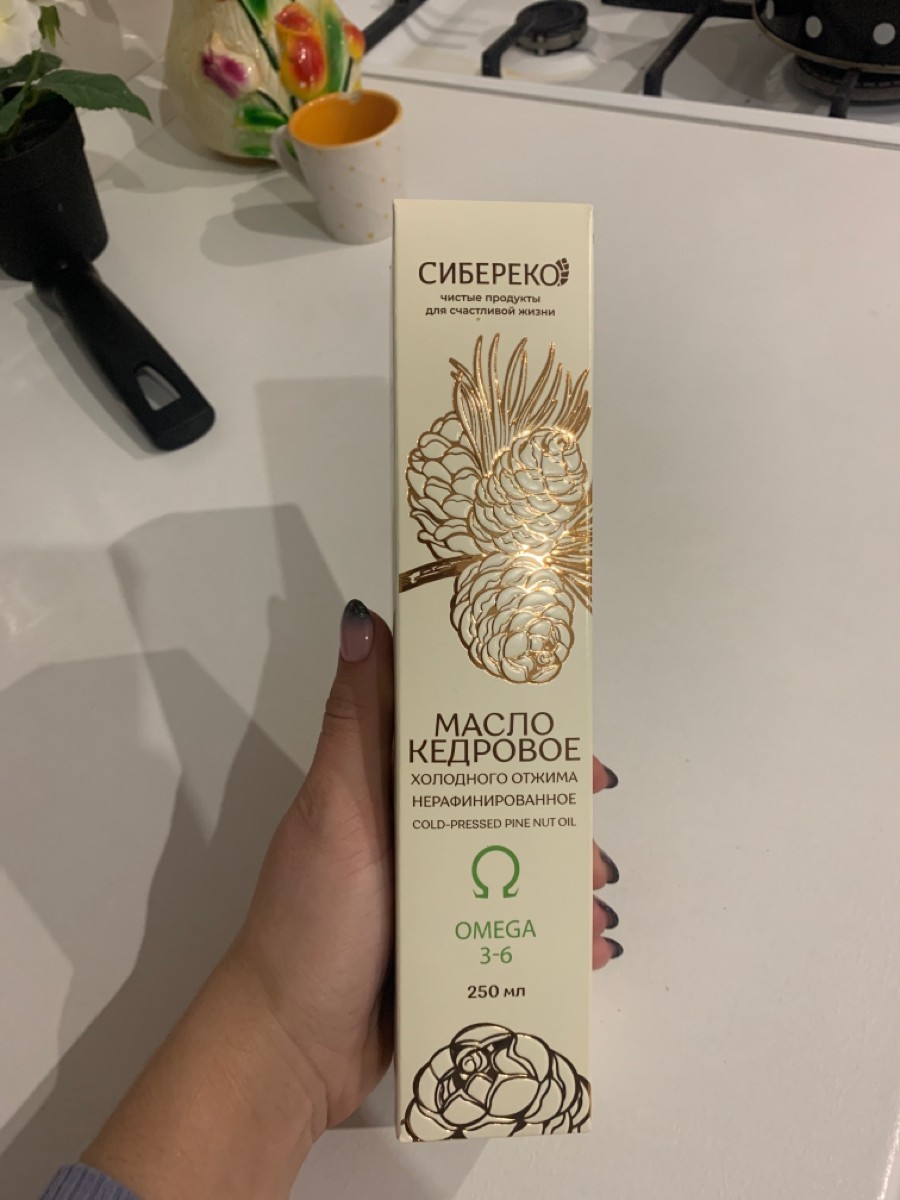 СИБЕРЕКО
чистые продукты
для счастливой жизни
МАСЛО
КЕДРОВОЕ
ХОЛОДНОГО ОТЖИМА
НЕРАФИНИРОВАННОЕ
COLD-PRESSED PINE NUT OIL
OMEGA
3-6
250 мл